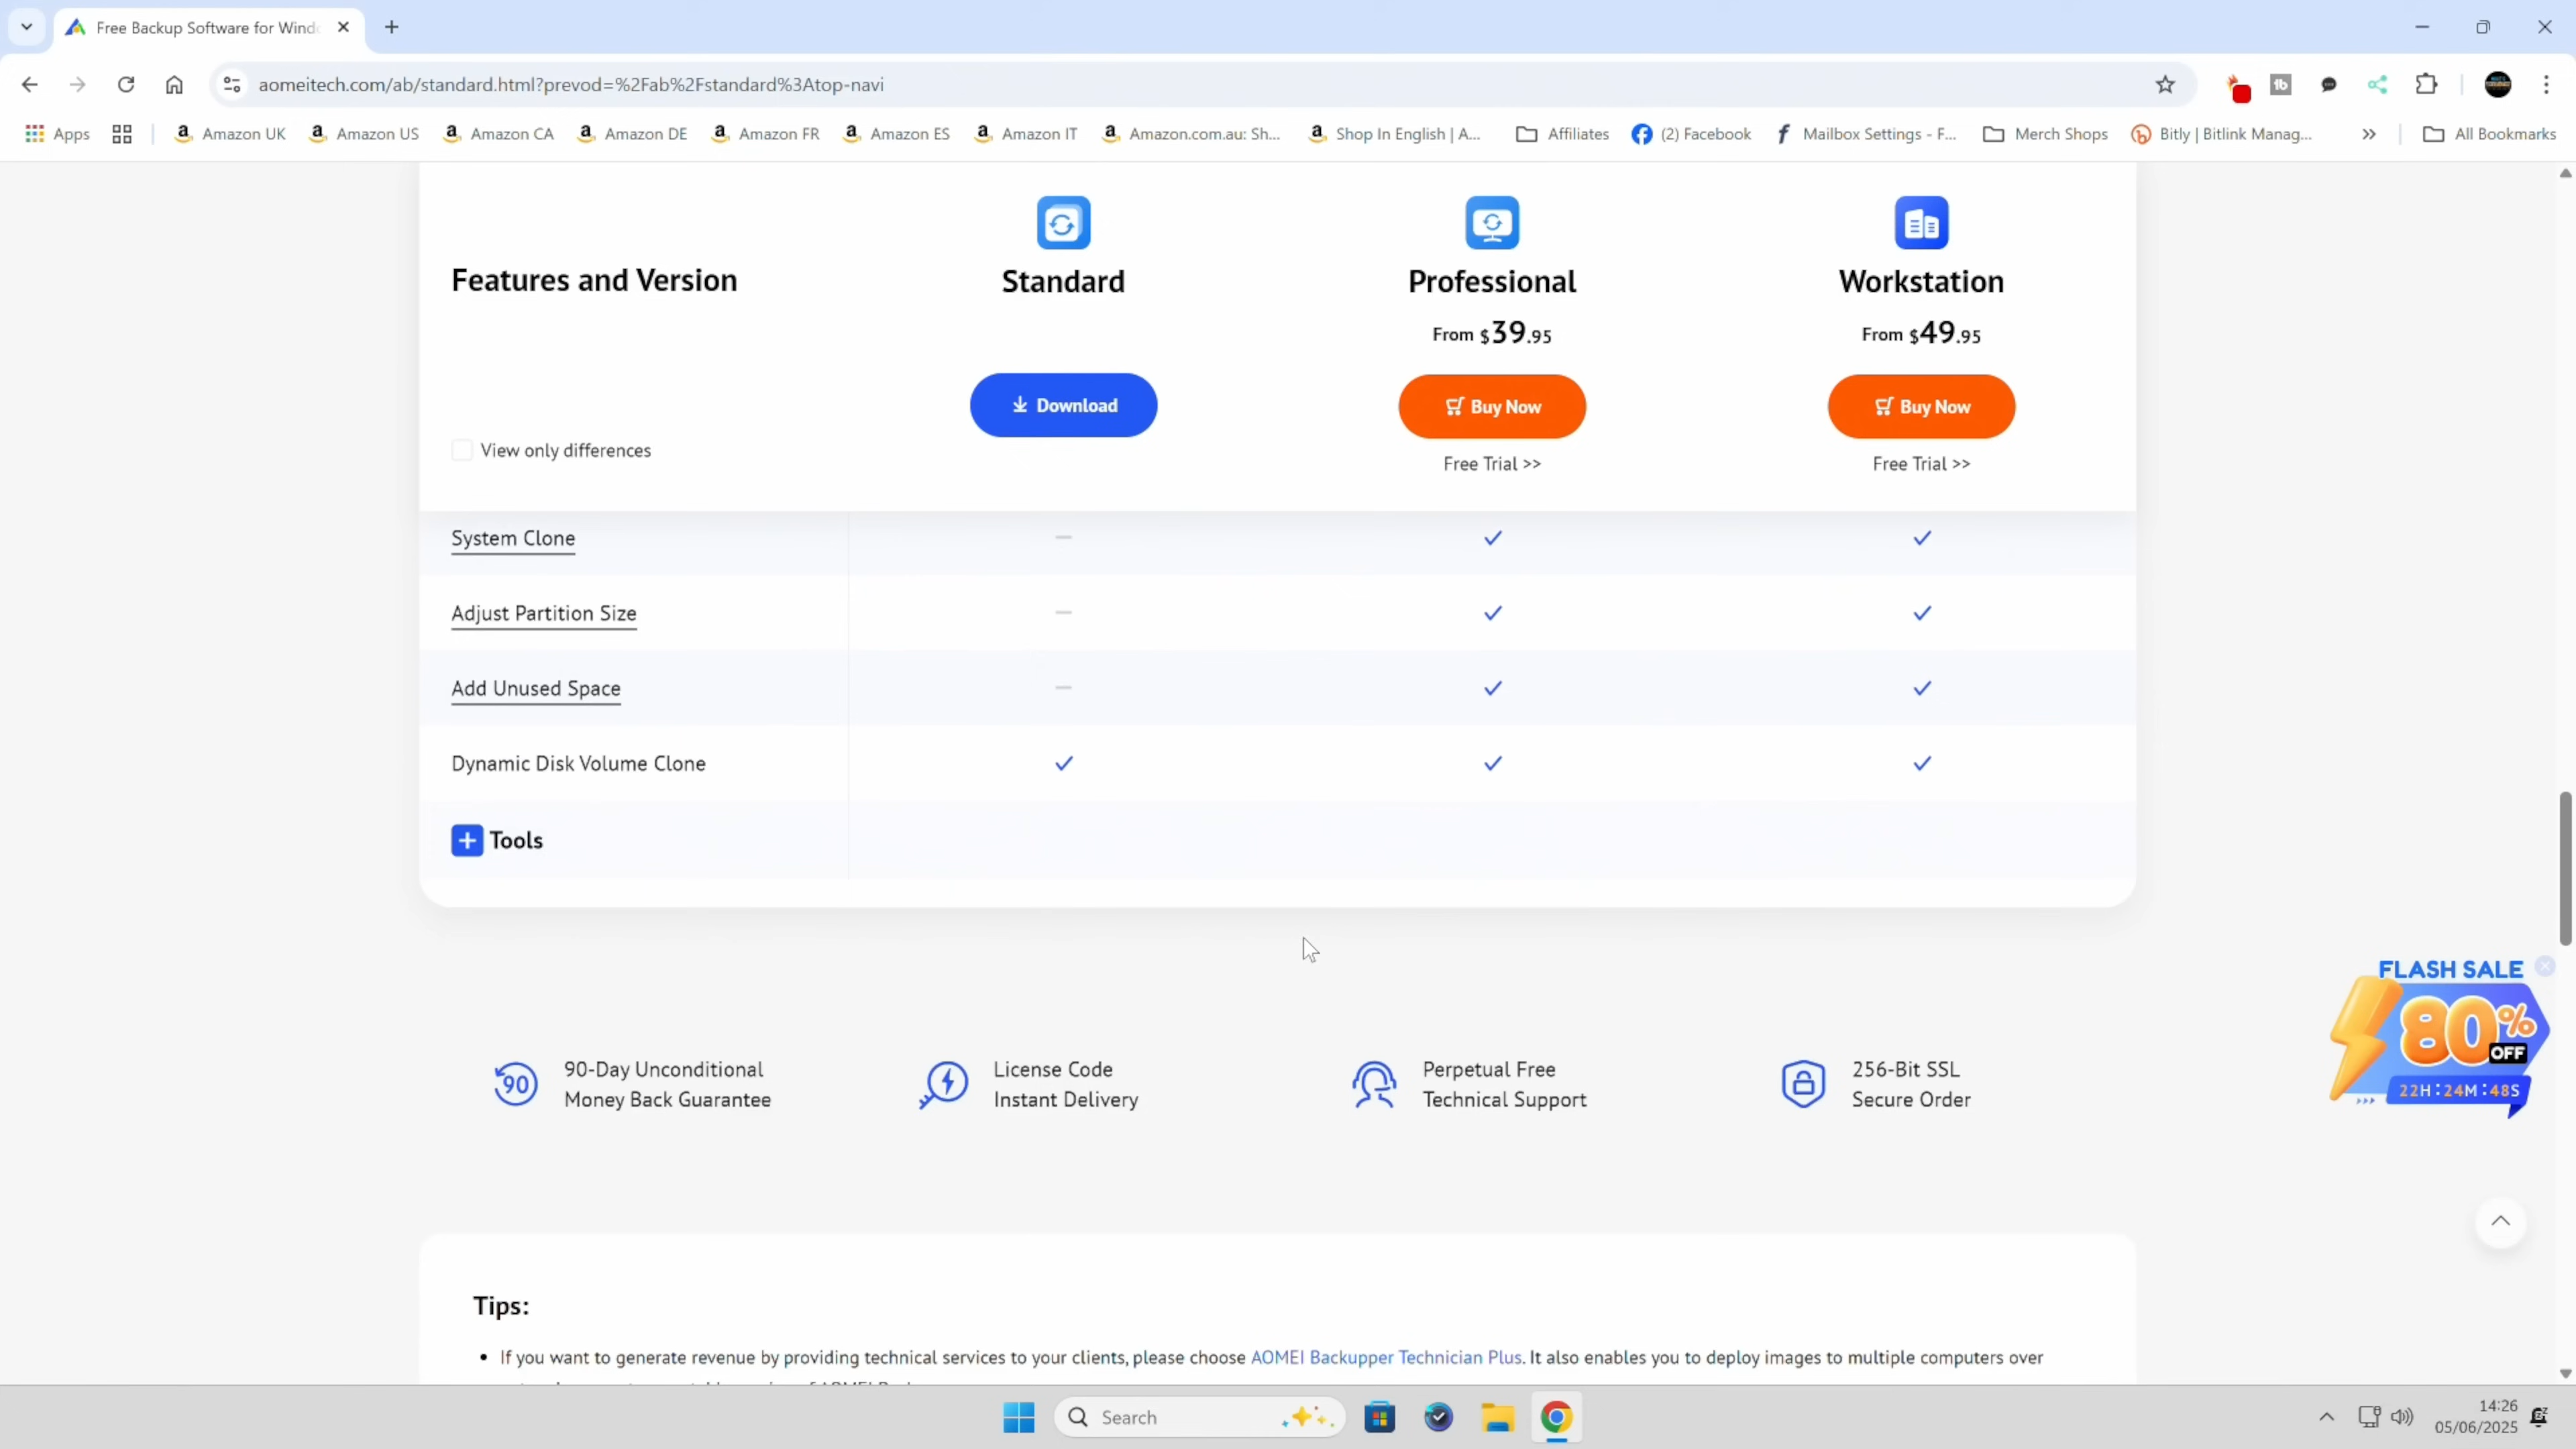 Free Backup Software for Wind
aomeitech.com/ab/standard.html?prevod=%2Fab%2Fstandard%3Atop-navi
Apps
Amazon UK
Amazon US
Amazon CA
Amazon DE
Amazon FR
Amazon ES
Amazon IT
Amazon.com.au: Sh...
Shop In English | A...
Affiliates
(2) Facebook
Mailbox Settings - F...
Merch Shops
Bitly | Bitlink Manag...
All Bookmarks
Features and Version
Standard
Professional
Workstation
From $39.95
From $49.95
Download
Buy Now
Buy Now
View only differences
Free Trial >>
Free Trial >>
System Clone
Adjust Partition Size
Add Unused Space
Dynamic Disk Volume Clone
Tools
FLASH SALE
80% OFF
22H:24M:48S
90
90-Day Unconditional
Money Back Guarantee
License Code
Instant Delivery
Perpetual Free
Technical Support
256-Bit SSL
Secure Order
Tips:
• If you want to generate revenue by providing technical services to your clients, please choose AOMEI Backupper Technician Plus. It also enables you to deploy images to multiple computers over
Search
14:26
05/06/2025